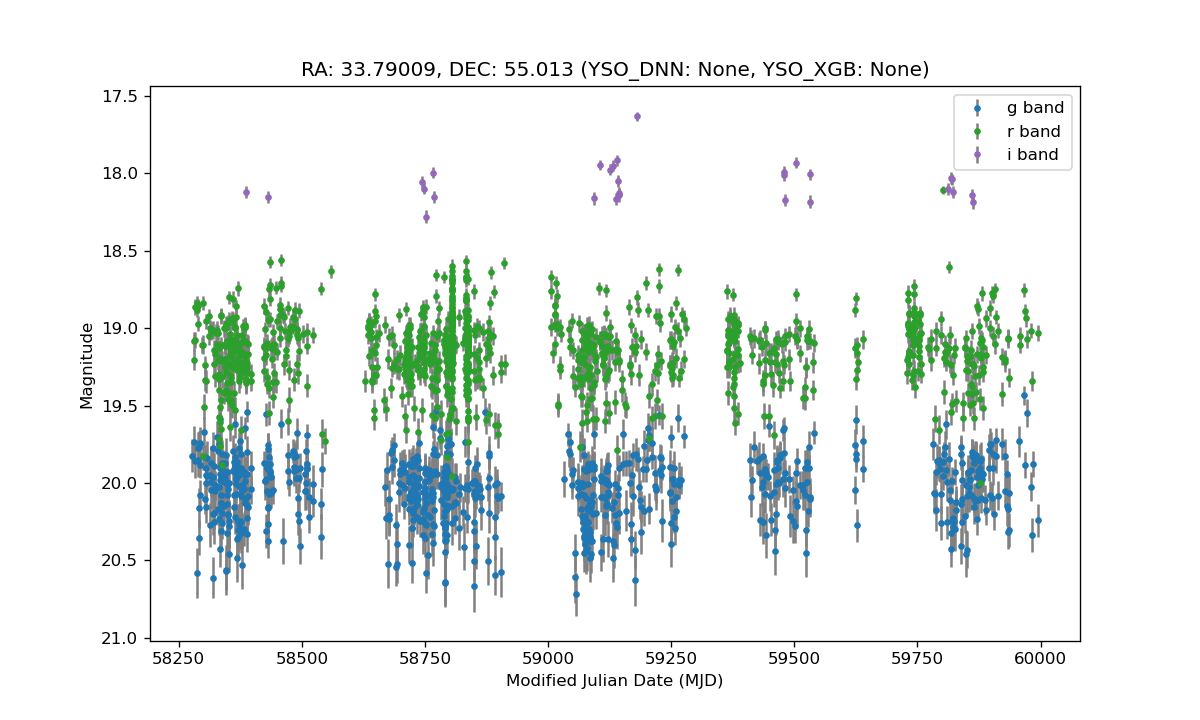 RA: 33.79009, DEC: 55.013 (YSO_DNN: None, YSO_XGB: None)
17.5
18.0
18.5
19.0
19.5
20.0
20.5
21.0
Magnitude
g band
r band
i band
58250
58500
58750
59000
59250
59500
59750
60000
Modified Julian Date (MJD)